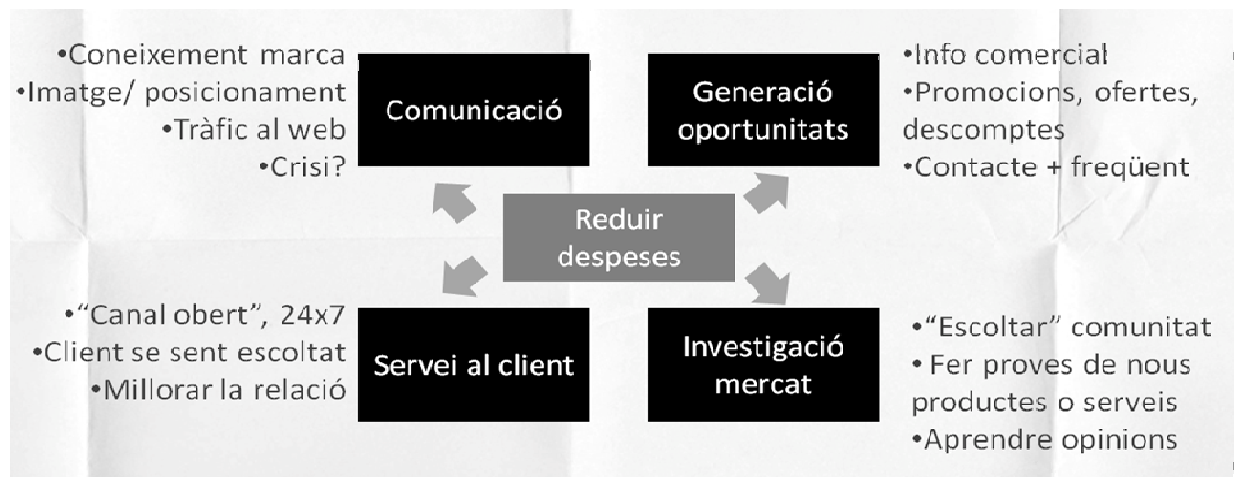 •Coneixement marca
•Imatge/ posicionament
•Tràfic al web
•Crisi?
Comunicació
Generació
oportunitats
•Info comercial
•Promocions, ofertes,
descomptes
•Contacte + freqüent
Reduir
despeses
•“Canal obert”, 24x7
•Client se sent escoltat
•Millorar la relació
Servei al client
Investigació
mercat
•“Escoltar” comunitat
• Fer proves de nous
productes o serveis
•Aprendre opinions